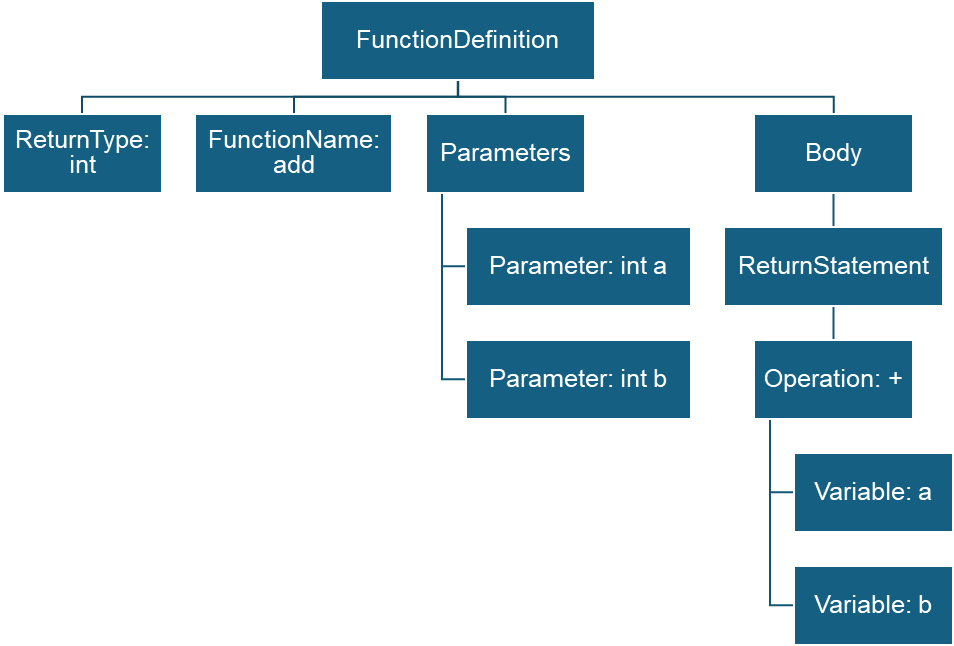 FunctionDefinition
ReturnType:
int
FunctionName:
add
Parameters
Body
Parameter: int a
ReturnStatement
Parameter: int b
Operation: +
Variable: a
Variable: b